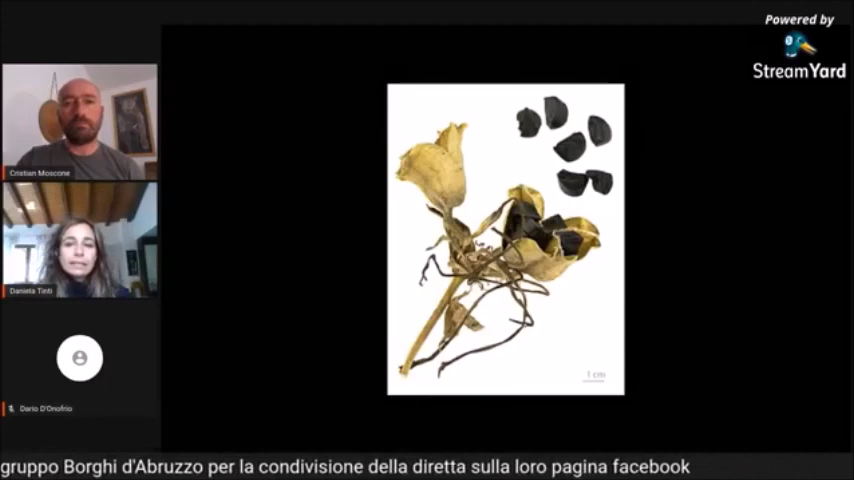 Powered by
StreamYard
Cristian Moscone
Daniela Tinti
Dario D'Onofrio
1 cm
gruppo Borghi d'Abruzzo per la condivisione della diretta sulla loro pagina facebook